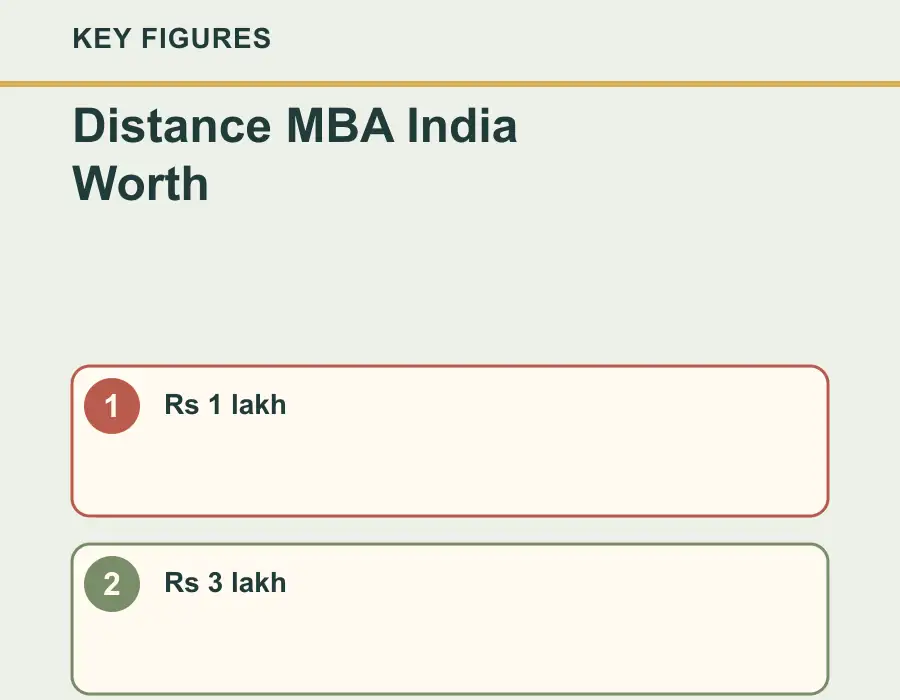 KEY FIGURES
Distance MBA India
Worth
1
Rs 1 lakh
2
Rs 3 lakh